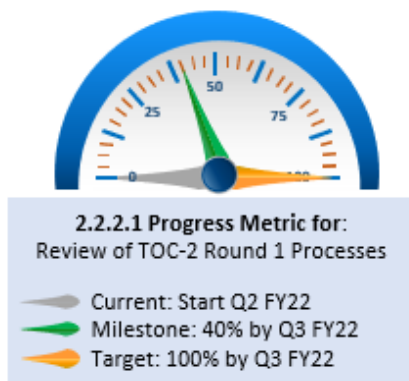 50
25
75
0
100
2.2.2.1 Progress Metric for:
Review of TOC-2 Round 1 Processes
Current: Start Q2 FY22
Milestone: 40% by Q3 FY22
Target: 100% by Q3 FY22